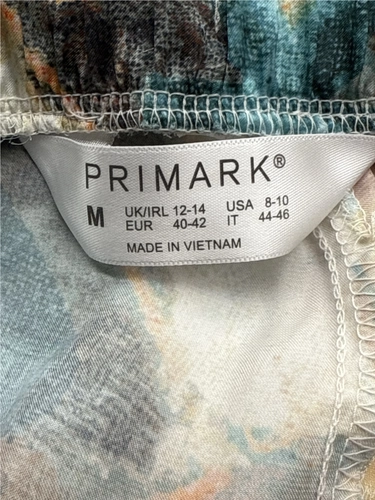 PRIMARK®
M UK/IRL 12-14 USA 8-10
EUR 40-42 IT 44-46
MADE IN VIETNAM